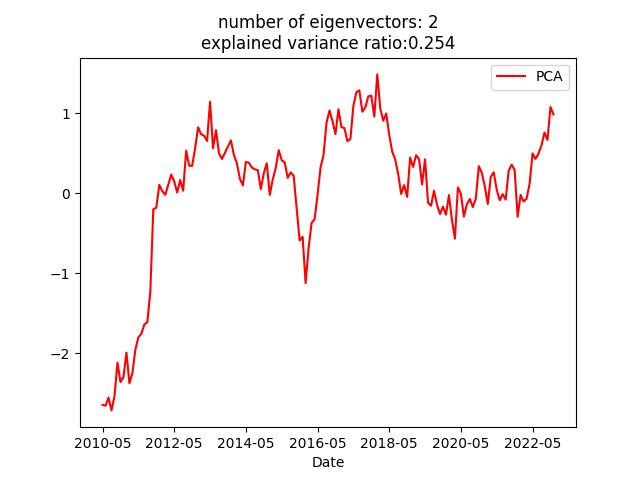 number of eigenvectors: 2
explained variance ratio:0.254
PCA
1
0
−1
−2
2010-05 2012-05 2014-05 2016-05 2018-05 2020-05 2022-05
Date